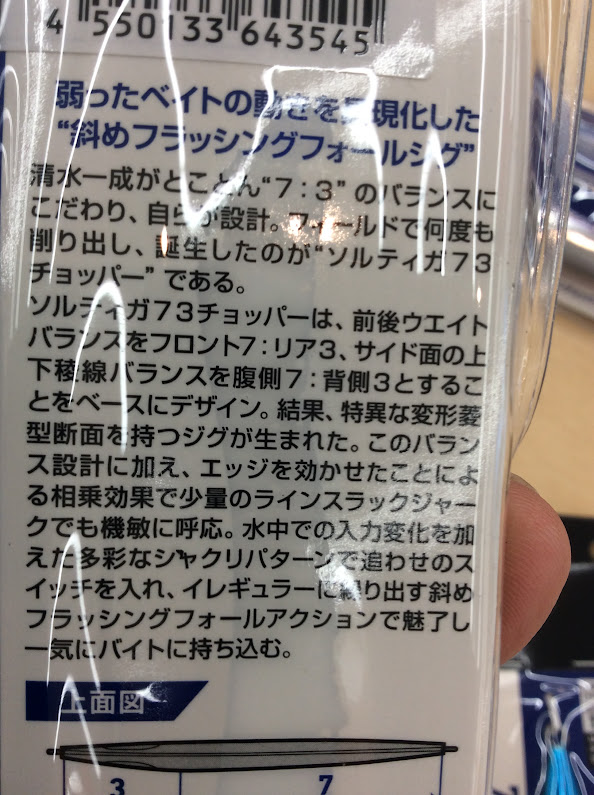 4 550133 643545
弱ったベイトの動きを具現化した
"斜めフラッシングフォールジグ"
清水一成がとことん"7:3"のバランスに
こだわり、自らが設計。フィールドで何度も
削り出し、誕生したのが"ソルティガ73
チョッパー"である。
ソルティガ73チョッパーは、前後ウエイト
バランスをフロント7:リア3、サイド面の上
下稜線バランスを腹側7:背側3とするこ
とをベースにデザイン。結果、特異な変形菱
型断面を持つジグが生まれた。このバラン
ス設計に加え、エッジを効かせたことによ
る相乗効果で少量のラインスラックジャー
クでも機敏に呼応。水中での入力変化を加
えた多彩なシャクリパターンで追わせのス
イッチを入れ、イレギュラーに繰り出す斜め
フラッシングフォールアクションで魅了し
一気にバイトに持ち込む。
上面図
3 7